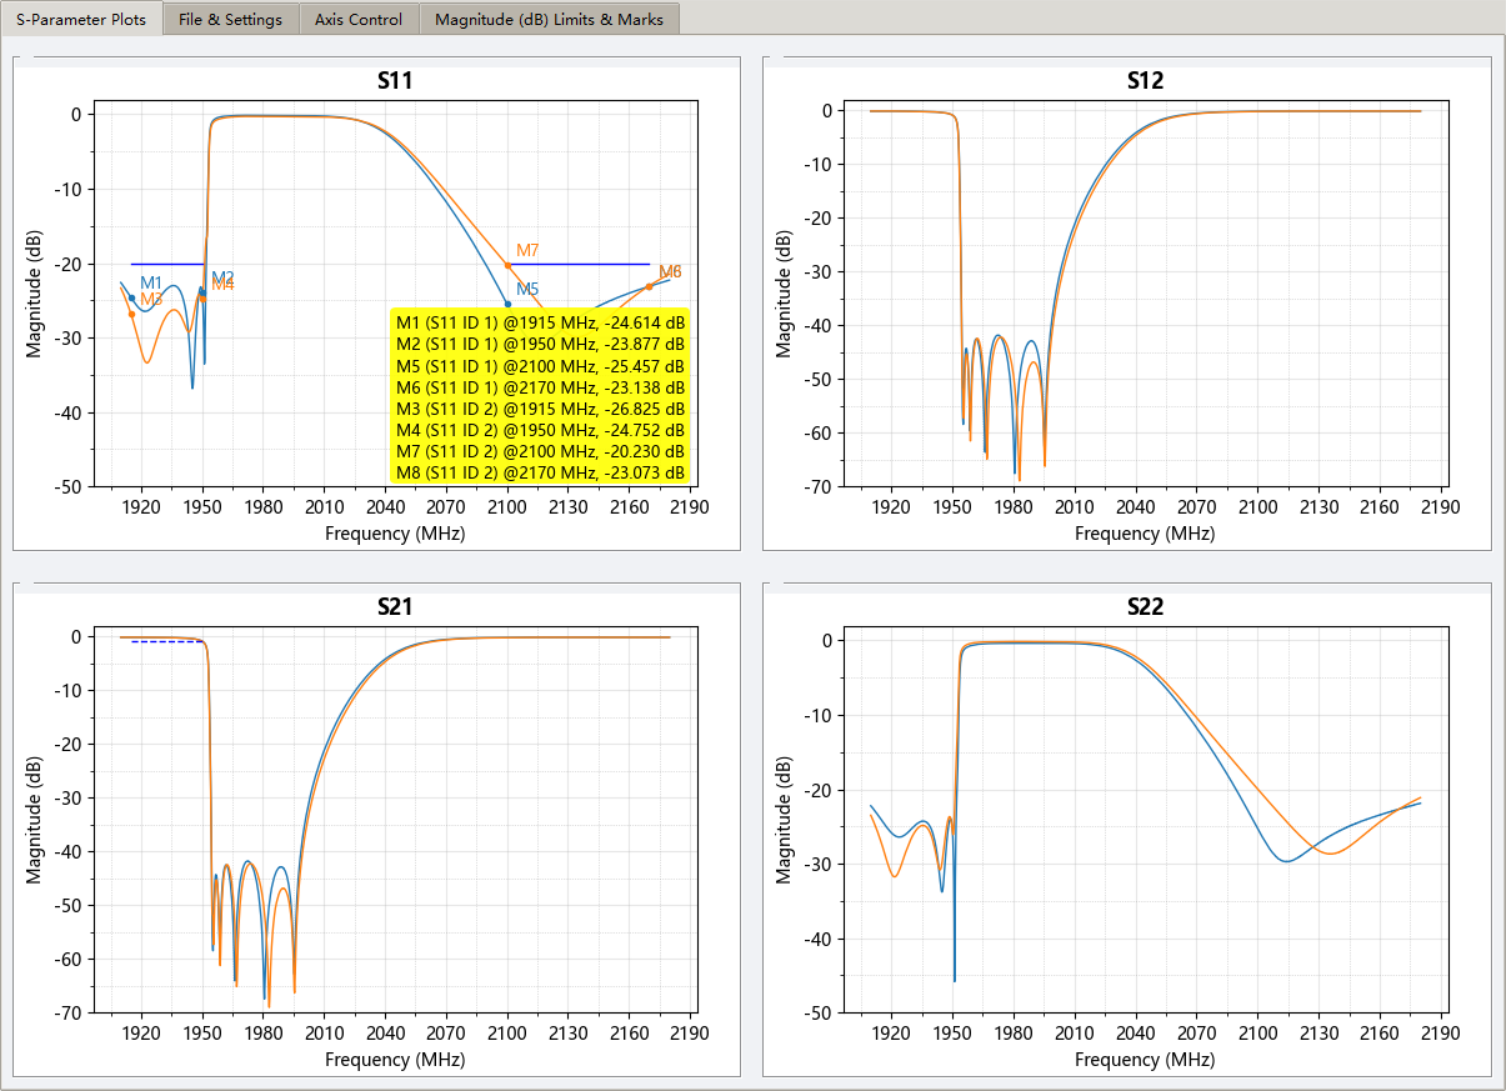 S-Parameter Plots File & Settings Axis Control Magnitude (dB) Limits & Marks
S11
Magnitude (dB)
0
-10
-20
-30
-40
-50
M1
M2
M3
M4
M7
M5
M6
M1 (S11 ID 1) @1915 MHz, -24.614 dB
M2 (S11 ID 1) @1950 MHz, -23.877 dB
M5 (S11 ID 1) @2100 MHz, -25.457 dB
M6 (S11 ID 1) @2170 MHz, -23.138 dB
M3 (S11 ID 2) @1915 MHz, -26.825 dB
M4 (S11 ID 2) @1950 MHz, -24.752 dB
M7 (S11 ID 2) @2100 MHz, -20.230 dB
M8 (S11 ID 2) @2170 MHz, -23.073 dB
1920 1950 1980 2010 2040 2070 2100 2130 2160 2190
Frequency (MHz)
S12
Magnitude (dB)
0
-10
-20
-30
-40
-50
-60
-70
1920 1950 1980 2010 2040 2070 2100 2130 2160 2190
Frequency (MHz)
S21
Magnitude (dB)
0
-10
-20
-30
-40
-50
-60
-70
1920 1950 1980 2010 2040 2070 2100 2130 2160 2190
Frequency (MHz)
S22
Magnitude (dB)
0
-10
-20
-30
-40
-50
1920 1950 1980 2010 2040 2070 2100 2130 2160 2190
Frequency (MHz)